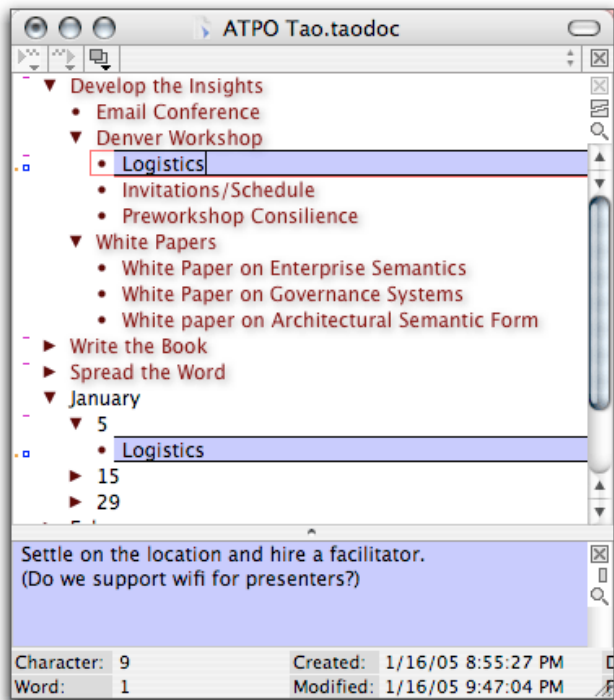 ATPO Tao.taodoc
Develop the Insights
Email Conference
Denver Workshop
Logistics
Invitations/Schedule
Preworkshop Consilience
White Papers
White Paper on Enterprise Semantics
White Paper on Governance Systems
White paper on Architectural Semantic Form
Write the Book
Spread the Word
January
5
Logistics
15
29
Settle on the location and hire a facilitator.
(Do we support wifi for presenters?)
Character: 9 Created: 1/16/05 8:55:27 PM
Word: 1 Modified: 1/16/05 9:47:04 PM